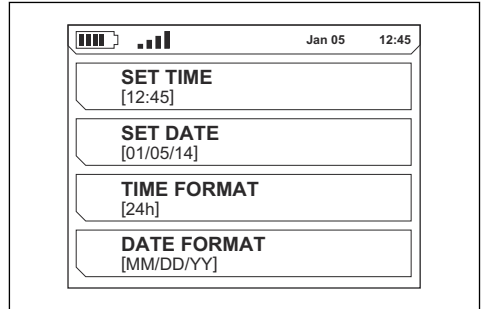 Jan 05 12:45
SET TIME
[12:45]
SET DATE
[01/05/14]
TIME FORMAT
[24h]
DATE FORMAT
[MM/DD/YY]